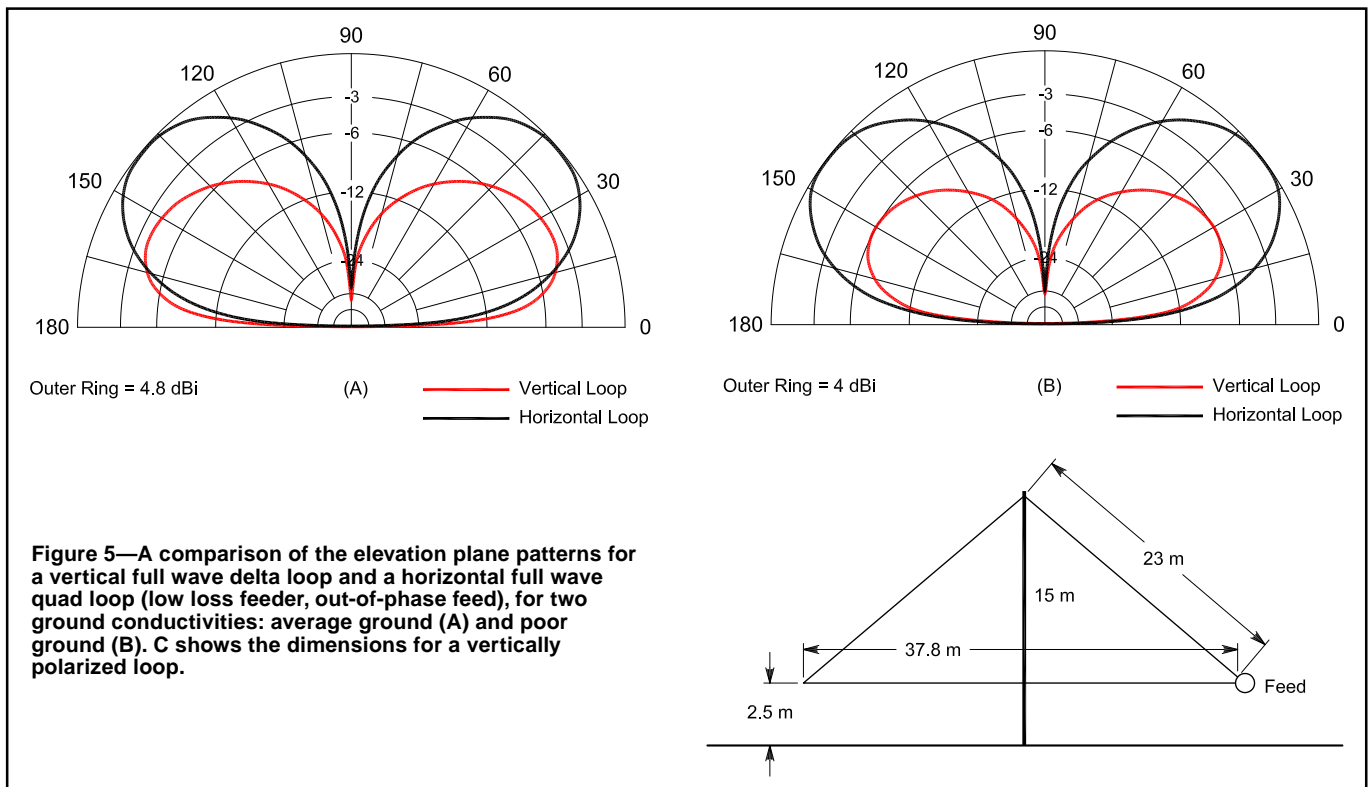 90
120
60
-3
-6
150
-12
30
-24
180
0
Outer Ring = 4.8 dBi
(A)
Vertical Loop
Horizontal Loop
90
120
60
-3
-6
150
-12
30
-24
180
0
Outer Ring = 4 dBi
(B)
Vertical Loop
Horizontal Loop
Figure 5—A comparison of the elevation plane patterns for
a vertical full wave delta loop and a horizontal full wave
quad loop (low loss feeder, out-of-phase feed), for two
ground conductivities: average ground (A) and poor
ground (B). C shows the dimensions for a vertically
polarized loop.
23 m
15 m
37.8 m
Feed
2.5 m